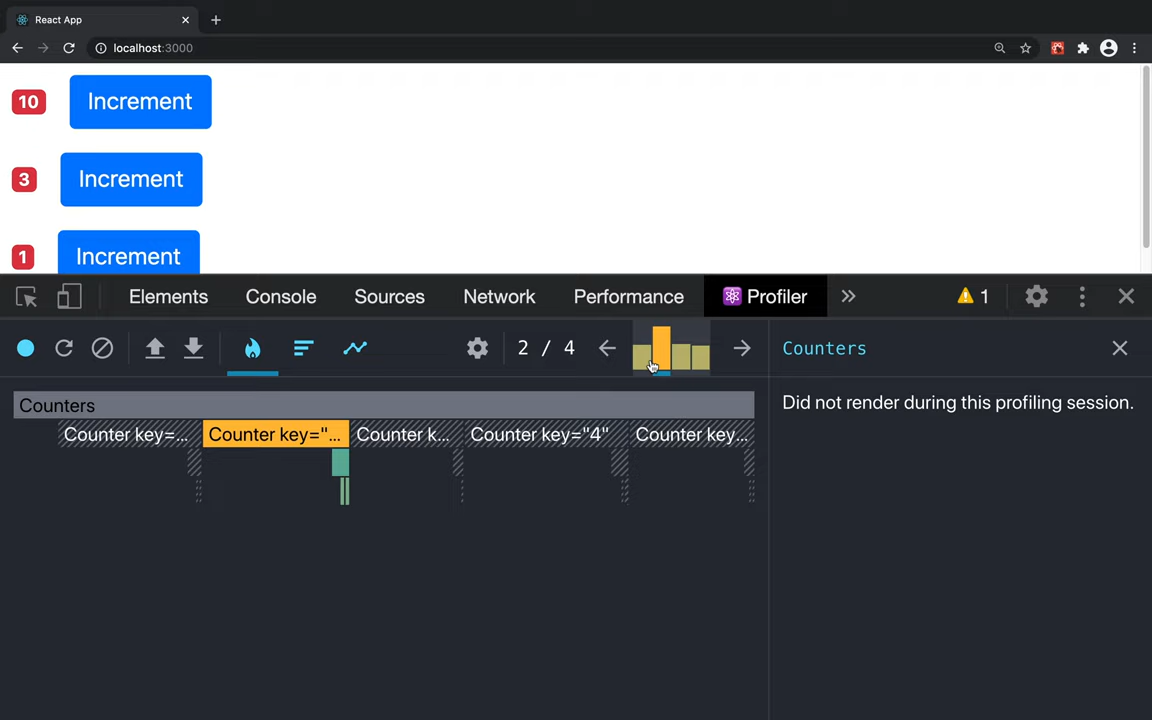 React App
localhost:3000
10 Increment
3 Increment
1 Increment
Elements Console Sources Network Performance Profiler 1
2 / 4 Counters
Did not render during this profiling session.
Counters
Counter key=... Counter key="... Counter k... Counter key="4" Counter key...